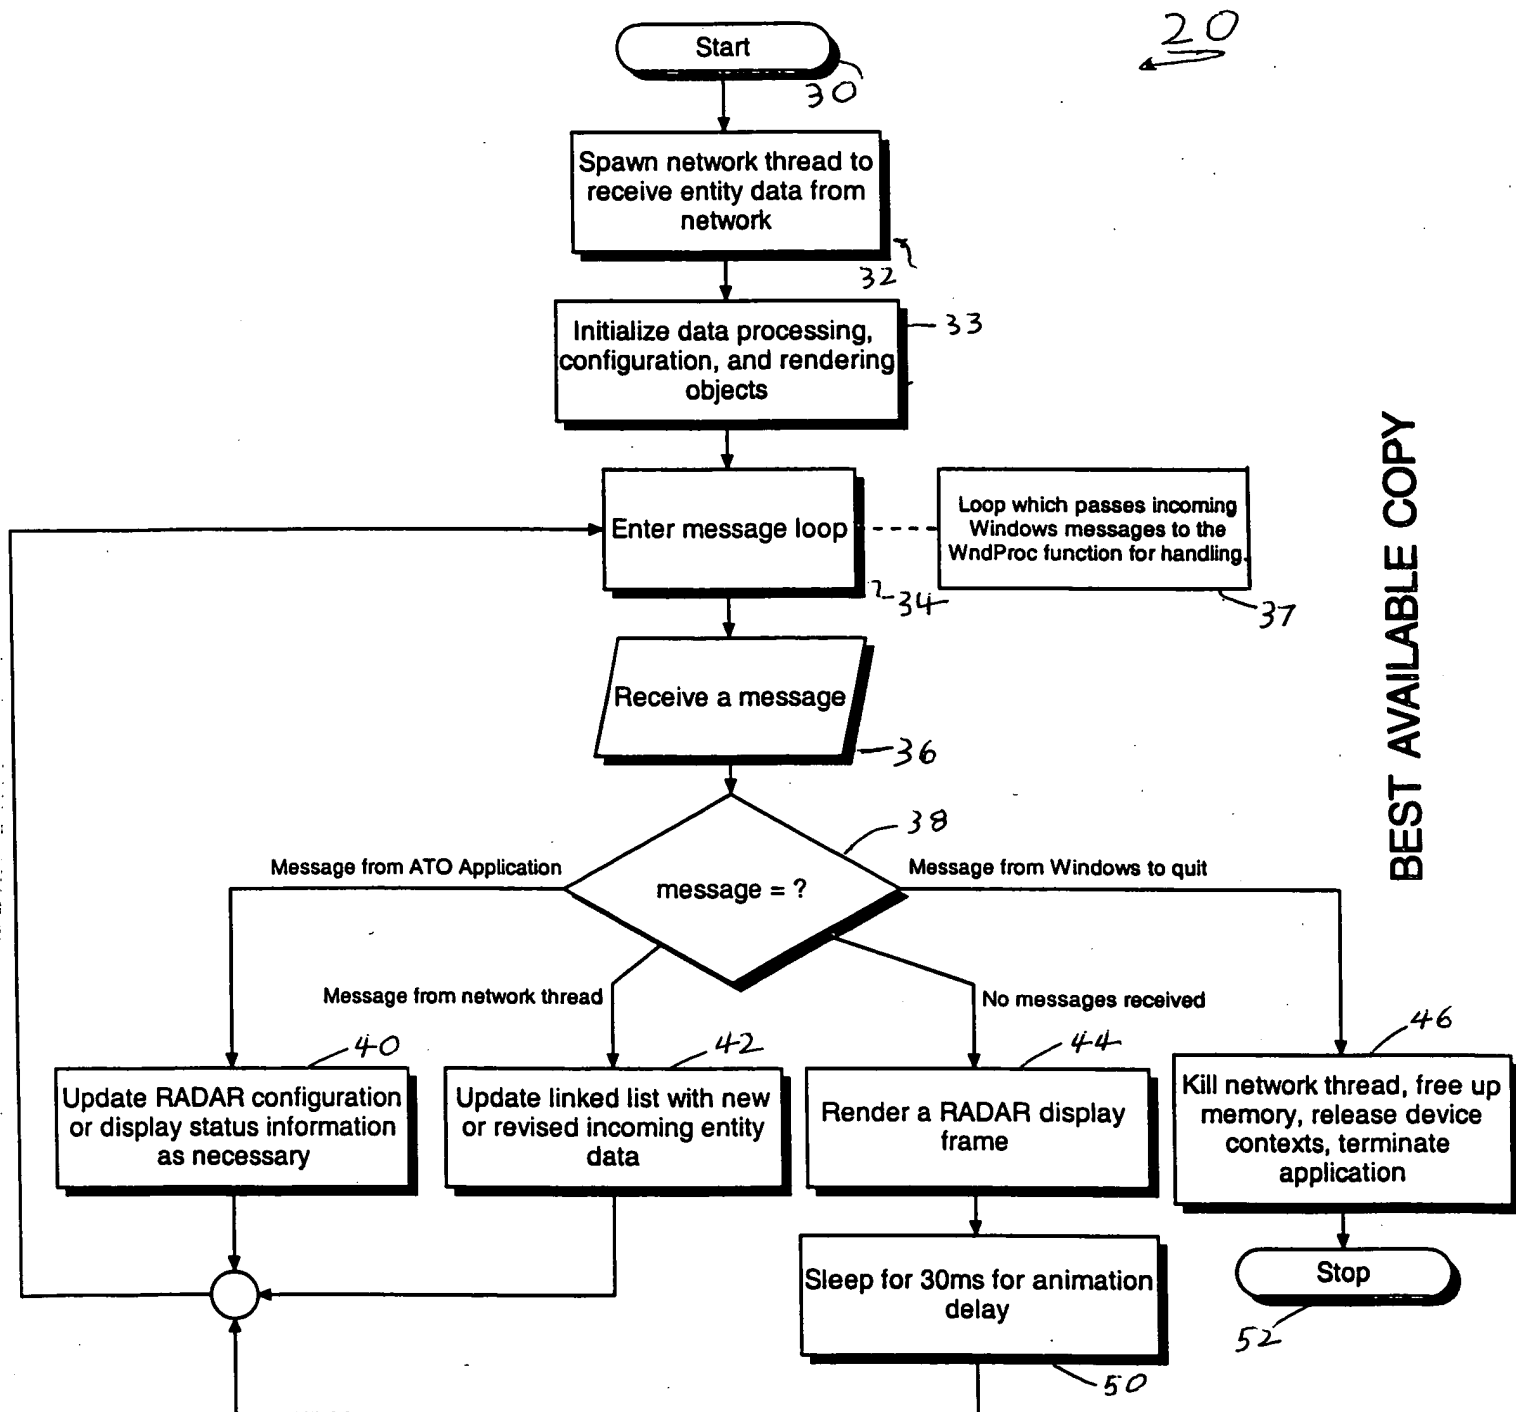 20
Start
30
Spawn network thread to
receive entity data from
network
32
Initialize data processing,
configuration, and rendering
objects
33
Enter message loop
34
Loop which passes incoming
Windows messages to the
WndProc function for handling.
37
Receive a message
36
message = ?
38
Message from ATO Application
Message from Windows to quit
Message from network thread
No messages received
40
Update RADAR configuration
or display status information
as necessary
42
Update linked list with new
or revised incoming entity
data
44
Render a RADAR display
frame
46
Kill network thread, free up
memory, release device
contexts, terminate
application
Sleep for 30ms for animation
delay
50
Stop
52
BEST AVAILABLE COPY